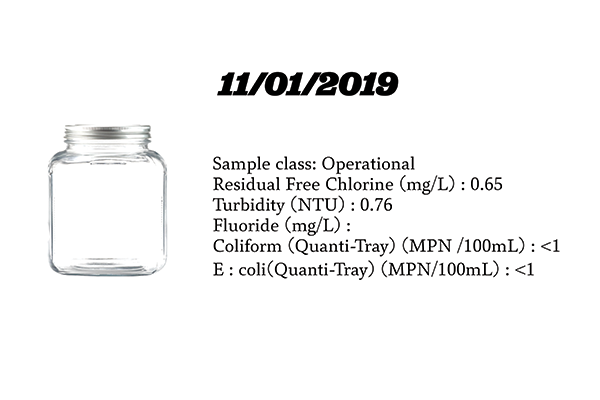 11/01/2019
Sample class: Operational
Residual Free Chlorine (mg/L) : 0.65
Turbidity (NTU) : 0.76
Fluoride (mg/L) :
Coliform (Quanti-Tray) (MPN /100mL) : <1
E : coli(Quanti-Tray) (MPN/100mL) : <1